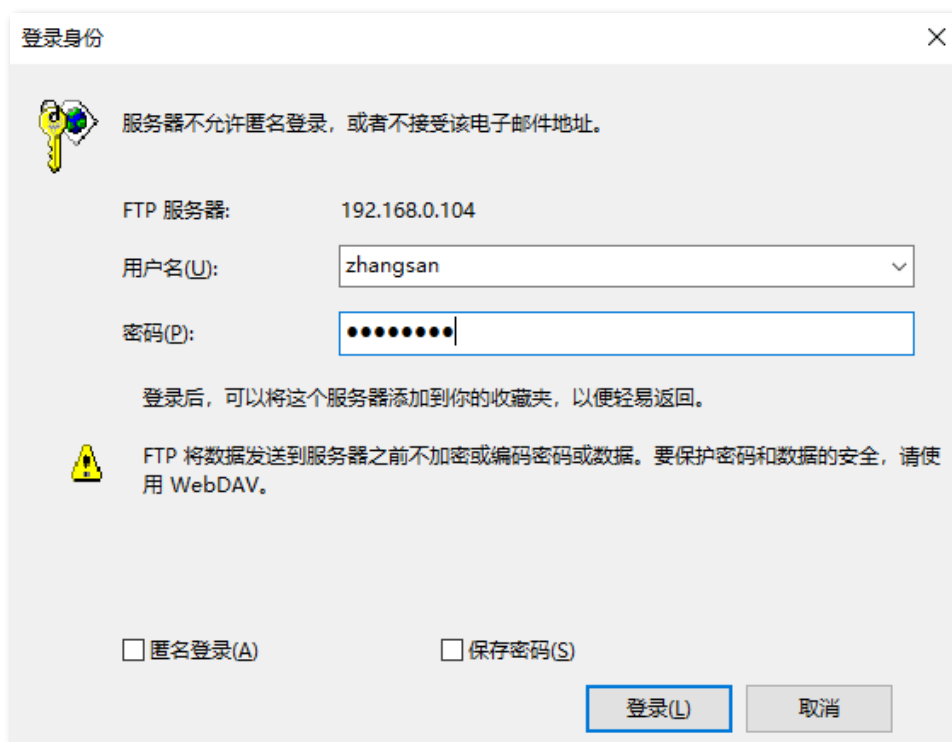 登录身份
服务器不允许匿名登录，或者不接受该电子邮件地址。
FTP 服务器: 192.168.0.104
用户名(U): zhangsan
密码(P): ●●●●●●●●
登录后，可以将这个服务器添加到你的收藏夹，以便轻易返回。
FTP 将数据发送到服务器之前不加密或编码密码或数据。要保护密码和数据的安全，请使
用 WebDAV。
匿名登录(A) 保存密码(S)
登录(L) 取消